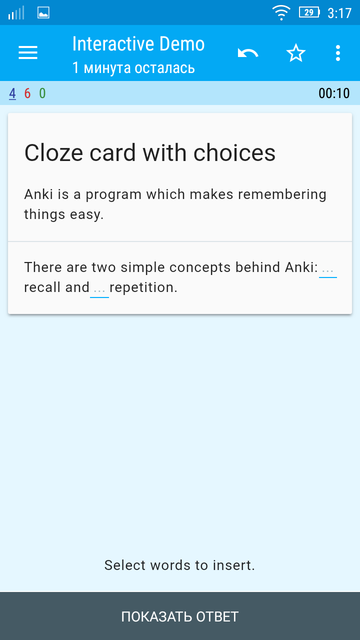 29 3:17
Interactive Demo
1 минута осталась
4 6 0 00:10
Cloze card with choices
Anki is a program which makes remembering
things easy.
There are two simple concepts behind Anki: ...
recall and ... repetition.
Select words to insert.
ПОКАЗАТЬ ОТВЕТ